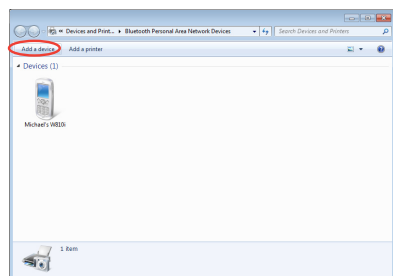 « Devices and Print... ▸ Bluetooth Personal Area Network Devices
Search Devices and Printers
Add a device Add a printer
Devices (1)
Michael's W810i
1 item